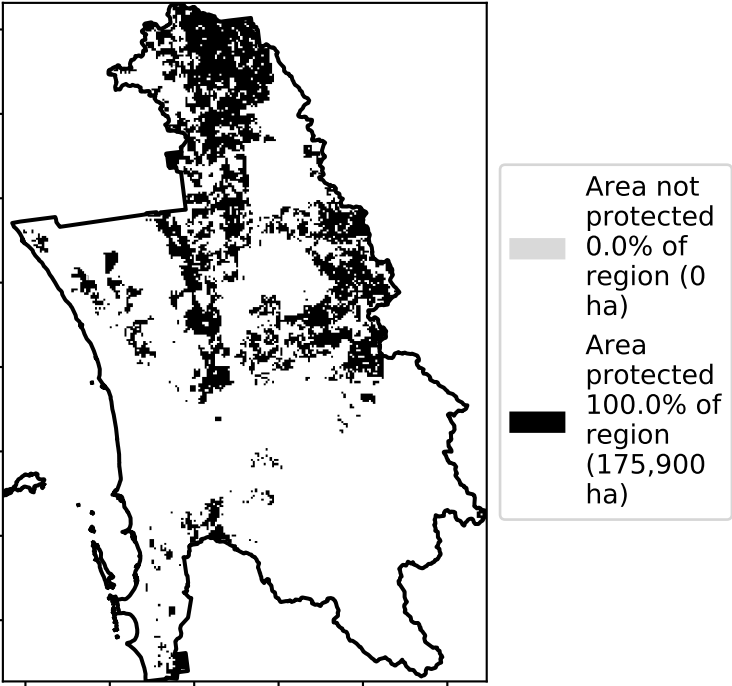 Area not
protected
0.0% of
region (0
ha)
Area
protected
100.0% of
region
(175,900
ha)